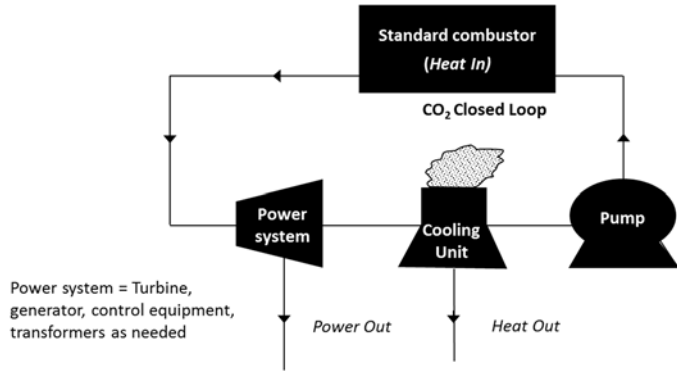 Standard combustor
(Heat In)
CO₂ Closed Loop
Power
system
Cooling
Unit
Pump
Power system = Turbine,
generator, control equipment,
transformers as needed
Power Out
Heat Out